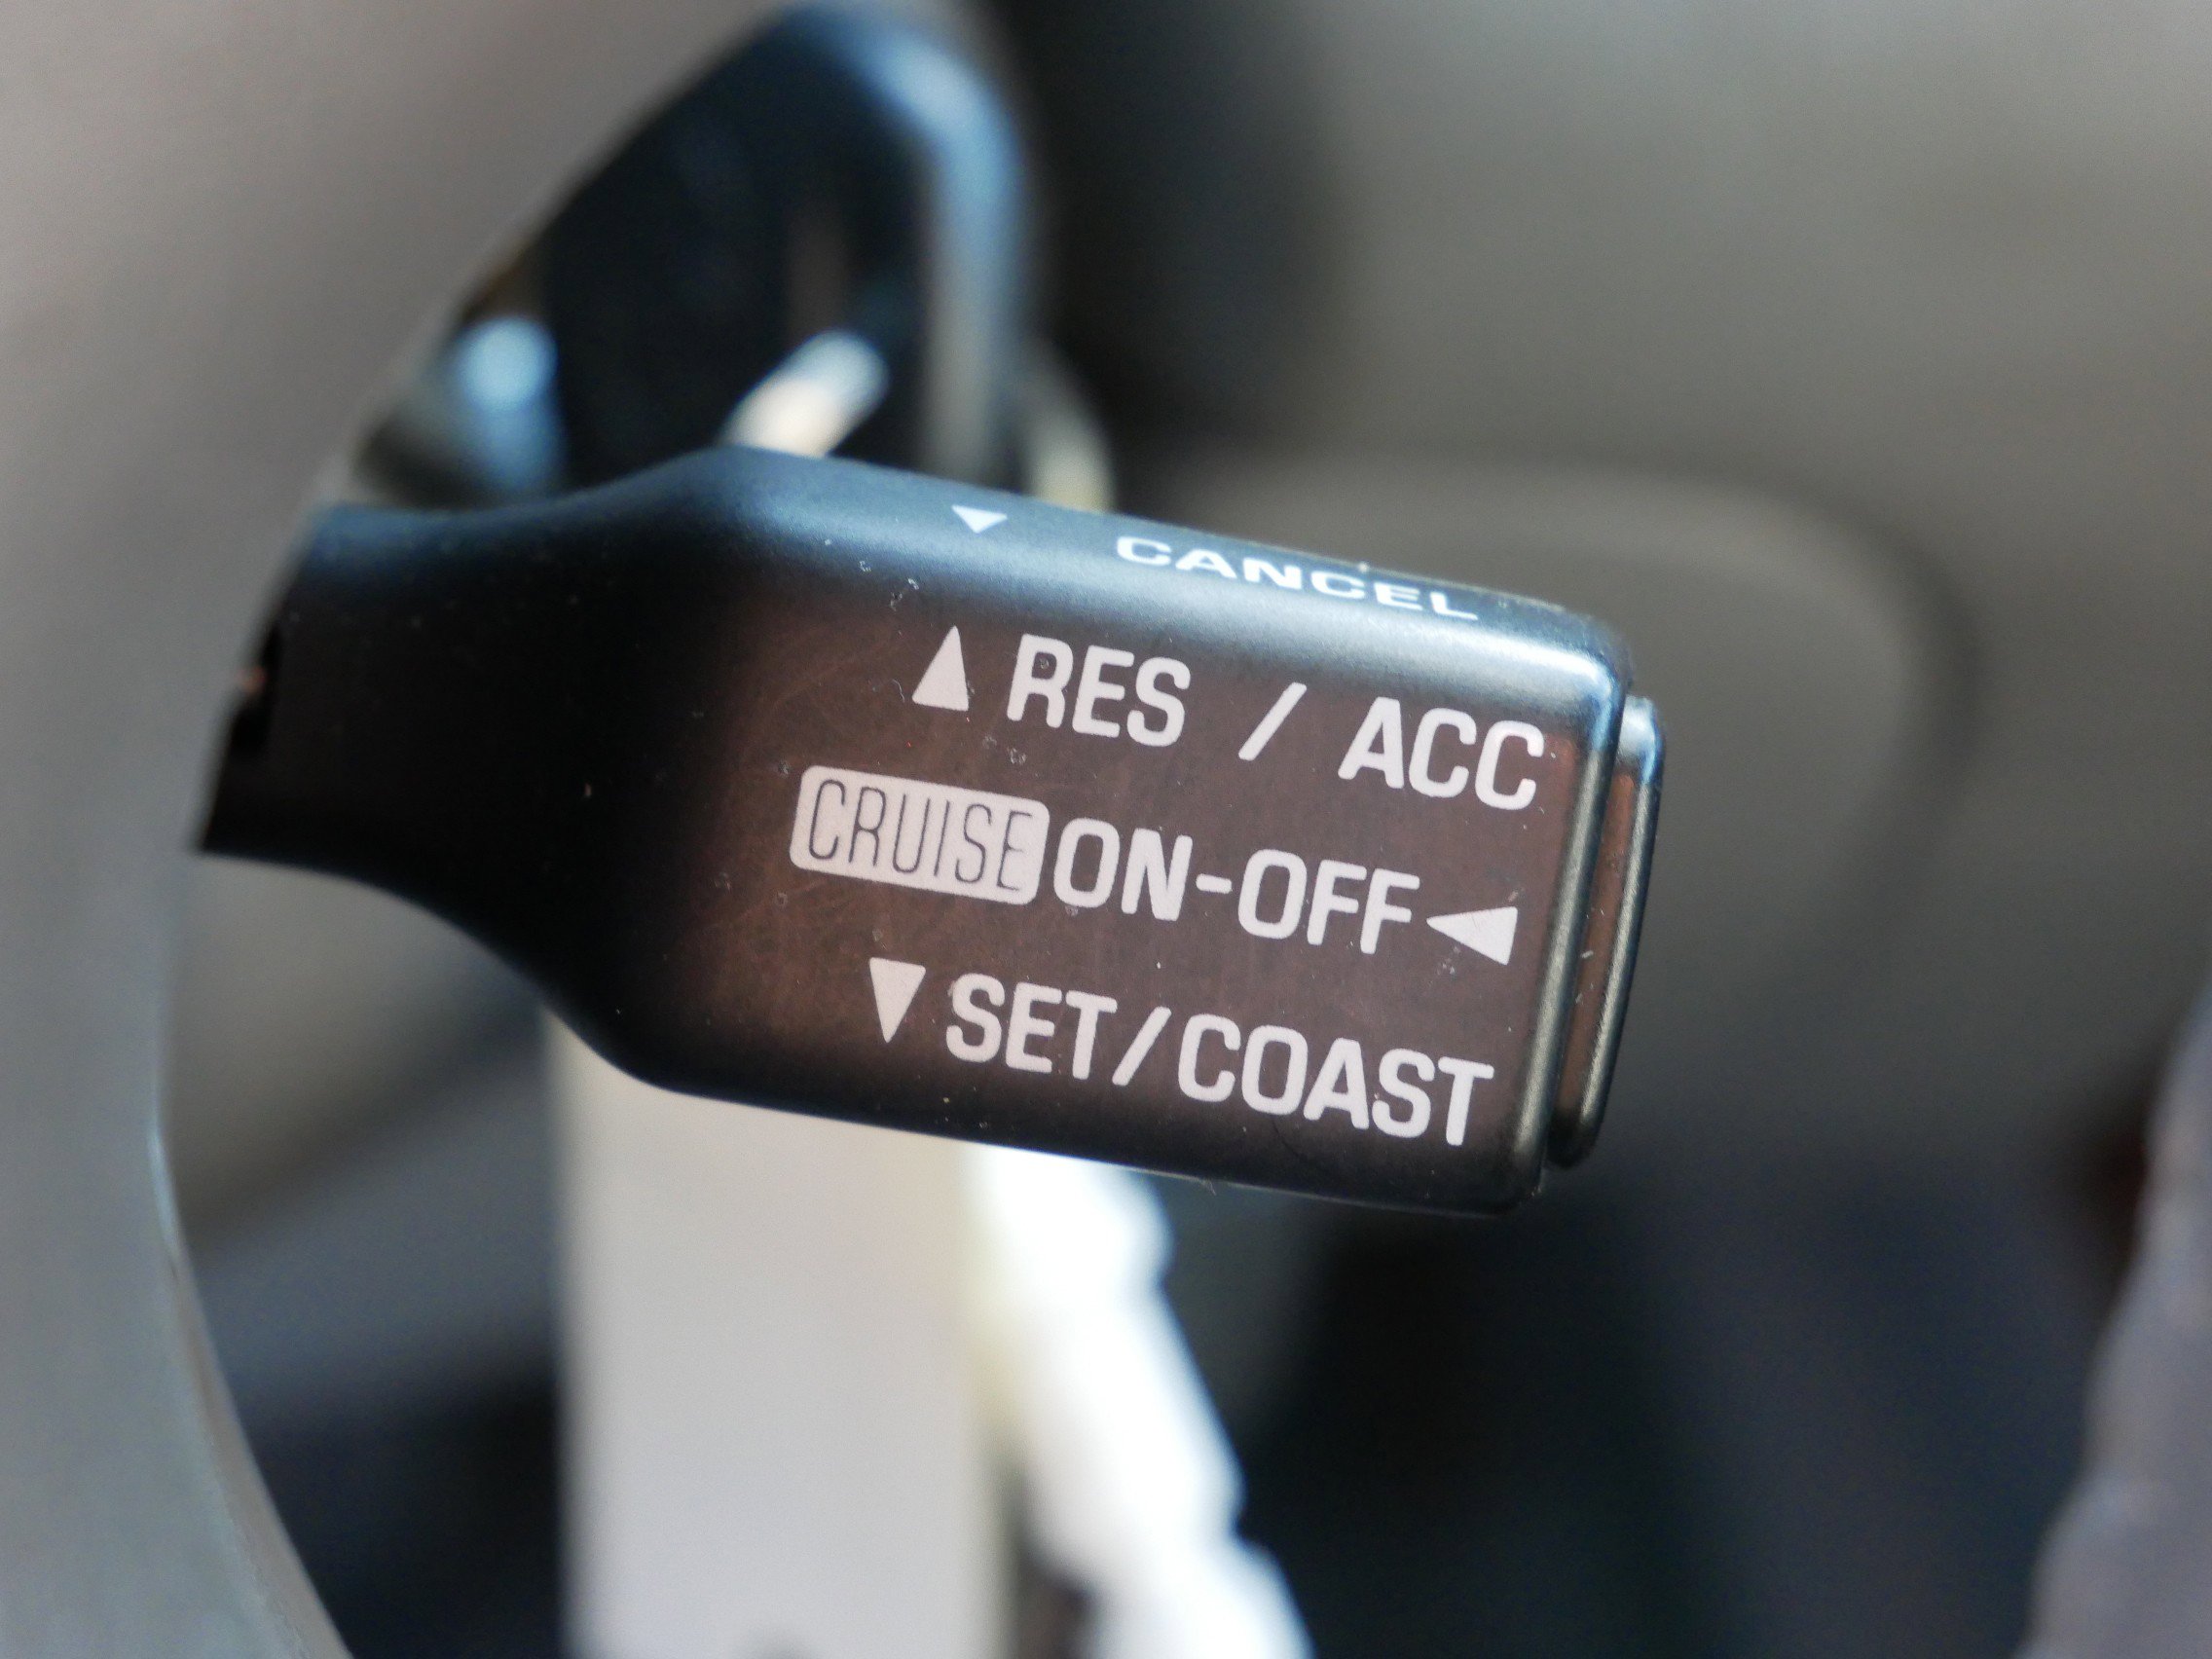 ▼ CANCEL
▲ RES / ACC
CRUISE ON-OFF ◀
▼ SET/COAST